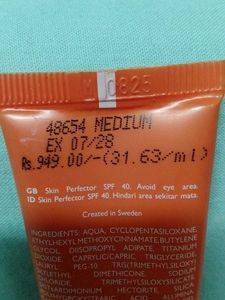 M 0825
48654 MEDIUM
EX 07/28
Rs.949.00/-(31.63/ml)
GB Skin Perfector SPF 40. Avoid eye area.
ID Skin Perfector SPF 40. Hindari area sekitar mata.
Created in Sweden
INGREDIENTS: AQUA, CYCLOPENTASILOXANE,
ETHYLHEXYL METHOXYCINNAMATE, BUTYLENE
GLYCOL, DIISOPROPYL ADIPATE, TITANIUM
DIOXIDE, CAPRYLIC/CAPRIC TRIGLYCERIDE,
PEG-10 TRIS(TRIMETHYLSILOXY)
DIMETHICONE, SODIUM
TRIMETHYLSILOXYSILICATE
HECTORITE, SILICA
ACID, ALUMINUM